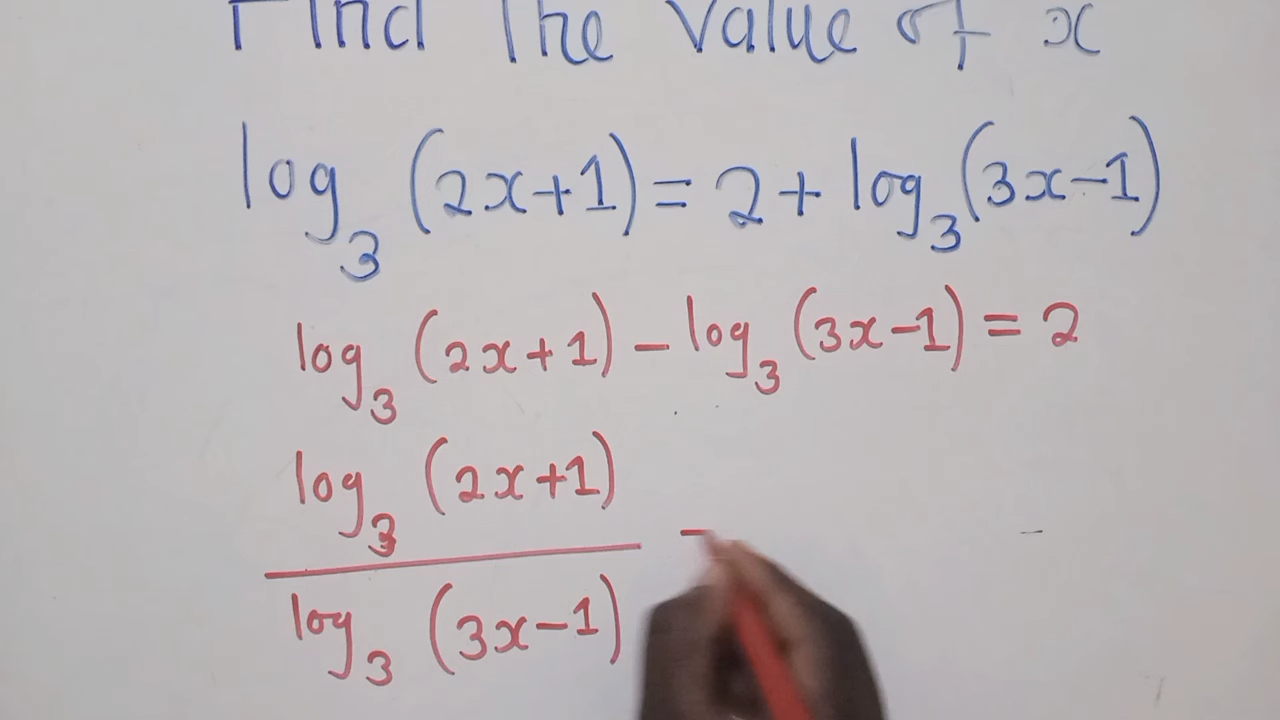 Find The Value of x
log₃ (2x+1) = 2 + log₃ (3x-1)
log₃ (2x+1) - log₃ (3x-1) = 2
log₃ (2x+1)
log₃ (3x-1)